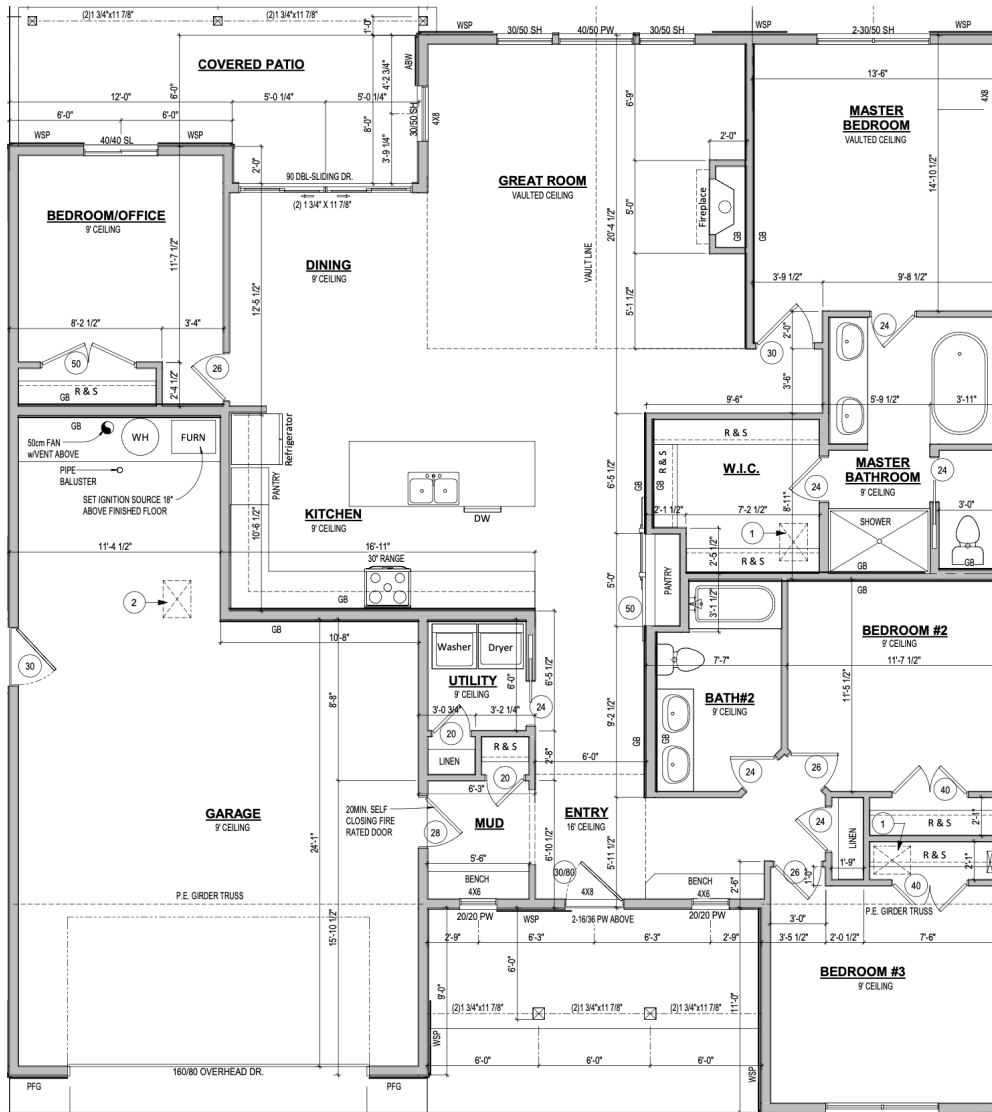 (2)1 3/4"x11 7/8"
(2)1 3/4"x11 7/8"
WSP
30/50 SH
40/50 PW
30/50 SH
WSP
2-30/50 SH
WSP
1'-0"
ABW
4'-2 3/4"
COVERED PATIO
6'-0"
12'-0"
5'-0 1/4"
5'-0 1/4"
8'-0"
30/50 SH
4X8
6'-0"
6'-0"
3'-9 1/4"
WSP
40/40 SL
WSP
2'-0"
90 DBL-SLIDING DR.
(2) 1 3/4" X 11 7/8"
6'-9"
2'-0"
13'-6"
4X8
MASTER
BEDROOM
VAULTED CEILING
14'-10 1/2"
GREAT ROOM
VAULTED CEILING
20'-4 1/2"
5'-0"
Fireplace
GB
GB
VAULT LINE
BEDROOM/OFFICE
9' CEILING
11'-7 1/2"
DINING
9' CEILING
12'-5 1/2"
3'-9 1/2"
9'-8 1/2"
5'-1 1/2"
2'-0"
8'-2 1/2"
3'-4"
50
26
2'-4 1/2"
R & S
GB
30
24
3'-6"
9'-6"
5'-9 1/2"
3'-11"
GB
50cm FAN
w/VENT ABOVE
WH
FURN
PIPE
BALUSTER
SET IGNITION SOURCE 18"
ABOVE FINISHED FLOOR
Refrigerator
PANTRY
10'-6 1/2"
KITCHEN
9' CEILING
DW
6'-5 1/2"
GB
R & S
R & S
GB
W.I.C.
24
MASTER
BATHROOM
9' CEILING
24
8'-11"
2'-1 1/2"
7'-2 1/2"
3'-0"
1
SHOWER
GB
GB
R & S
11'-4 1/2"
16'-11"
30" RANGE
GB
2
5'-0"
2'-5 1/2"
PANTRY
3'-1 1/2"
50
GB
GB
10'-8"
30
Washer
Dryer
UTILITY
9' CEILING
6'-0"
6'-5 1/2"
3'-0 3/4"
3'-2 1/4"
24
20
LINEN
R & S
20
2'-8"
9'-2 1/2"
7'-7"
BATH#2
9' CEILING
GB
GB
24
BEDROOM #2
9' CEILING
11'-7 1/2"
11'-5 1/2"
26
40
8'-8"
6'-0"
6'-3"
GARAGE
9' CEILING
24'-1"
20MIN. SELF
CLOSING FIRE
RATED DOOR
28
MUD
ENTRY
16' CEILING
6'-10 1/2"
5'-11 1/2"
24
LINEN
1
R & S
2'-1"
R & S
2'-1"
1'-9"
40
5'-6"
BENCH
4X6
30/80
4X8
BENCH
4X6
2'-6"
26
1'-0"
P.E. GIRDER TRUSS
15'-10 1/2"
20/20 PW
WSP
2-16/36 PW ABOVE
20/20 PW
3'-0"
P.E. GIRDER TRUSS
2'-9"
6'-3"
6'-3"
2'-9"
3'-5 1/2"
2'-0 1/2"
7'-6"
6'-0"
9'-0"
BEDROOM #3
9' CEILING
(2)1 3/4"x11 7/8"
(2)1 3/4"x11 7/8"
(2)1 3/4"x11 7/8"
11'-0"
WSP
6'-0"
6'-0"
6'-0"
WSP
160/80 OVERHEAD DR.
PFG
PFG